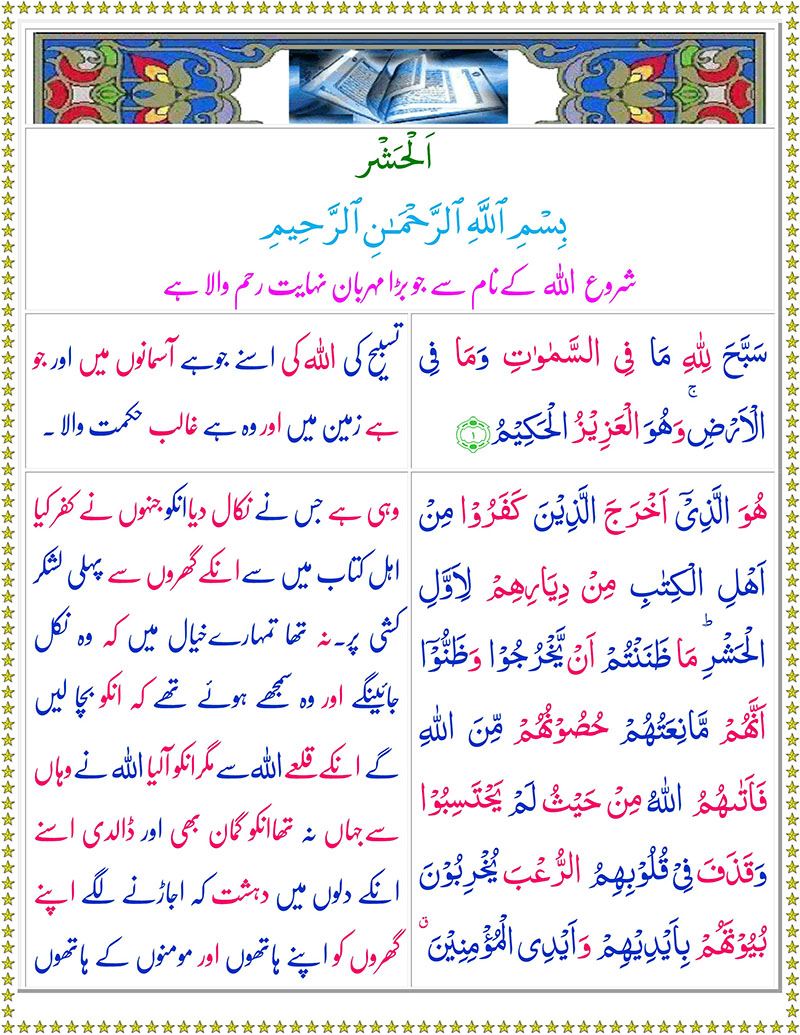 اَلْحَشْر
بِسْمِ ٱللَّهِ ٱلرَّحْمَـٰنِ ٱلرَّحِيمِ
شروع اللہ کے نام سے جو بڑا مہربان نہایت رحم والا ہے
سَبَّحَ لِلّٰهِ مَا فِى السَّمٰوٰتِ وَمَا فِى
الْاَرْضِ ۚ وَهُوَ الْعَزِيْزُ الْحَكِيْمُ ﴿۱﴾
تسبیح کی اللہ کی اسنے جو ہے آسمانوں میں اور جو
ہے زمین میں اور وہ ہے غالب حکمت والا ۔
هُوَ الَّذِىْۤ اَخْرَجَ الَّذِيْنَ كَفَرُوْا مِنْ
اَهْلِ الْكِتٰبِ مِنْ دِيَارِهِمْ لِاَوَّلِ
الْحَشْرِ ؕ مَا ظَنَنْتُمْ اَنْ يَّخْرُجُوْا وَظَنُّوْۤا
اَنَّهُمْ مَّانِعَتُهُمْ حُصُوْنُهُمْ مِّنَ اللّٰهِ
فَاَتٰٮهُمُ اللّٰهُ مِنْ حَيْثُ لَمْ يَحْتَسِبُوْا
وَقَذَفَ فِىْ قُلُوْبِهِمُ الرُّعْبَ يُخْرِبُوْنَ
بُيُوْتَهُمْ بِاَيْدِيْهِمْ وَاَيْدِى الْمُؤْمِنِيْنَ ۙ
وہی ہے جس نے نکال دیا انکو جنہوں نے کفر کیا
اہل کتاب میں سے انکے گھروں سے پہلی لشکر
کشی پر۔ نہ تھا تمہارے خیال میں کہ وہ نکل
جائینگے اور وہ سمجھے ہوئے تھے کہ انکو بچا لیں
گے انکے قلعے اللہ سے مگر انکو آلیا اللہ نے وہاں
سے جہاں نہ تھا انکو گمان بھی اور ڈالدی اسنے
انکے دلوں میں دہشت کہ اجاڑنے لگے اپنے
گھروں کو اپنے ہاتھوں اور مومنوں کے ہاتھوں